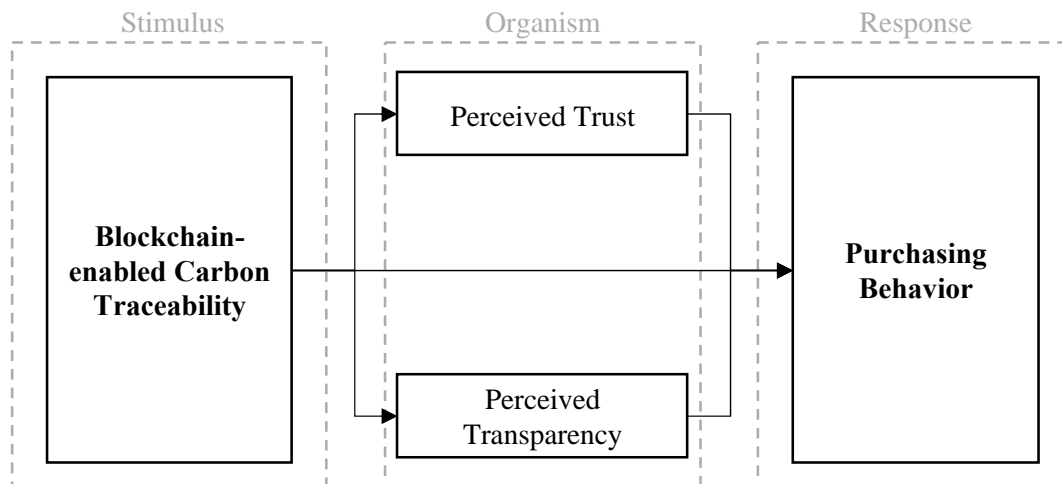 Stimulus
Organism
Response
Blockchain-
enabled Carbon
Traceability
Perceived Trust
Perceived
Transparency
Purchasing
Behavior